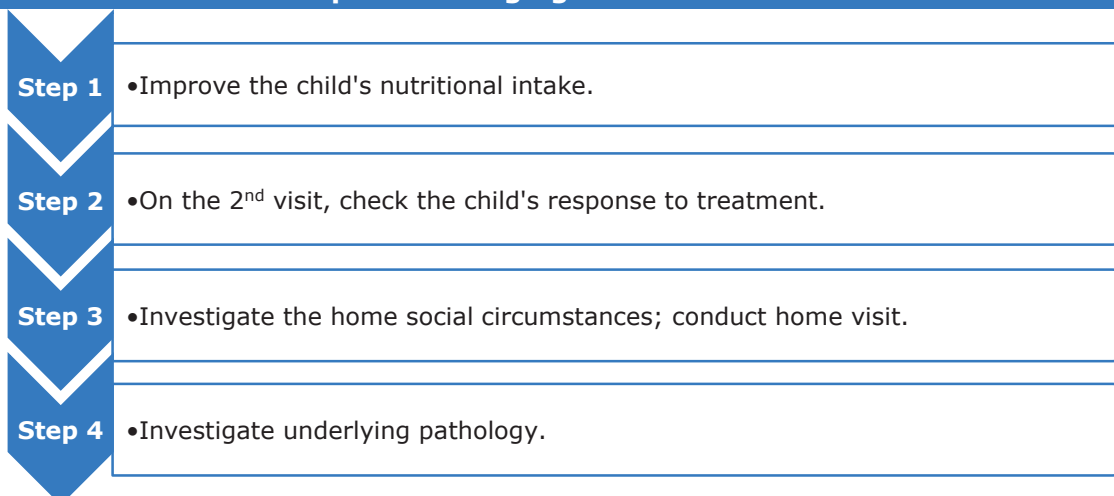 Step 1
•Improve the child's nutritional intake.
Step 2
•On the 2nd visit, check the child's response to treatment.
Step 3
•Investigate the home social circumstances; conduct home visit.
Step 4
•Investigate underlying pathology.